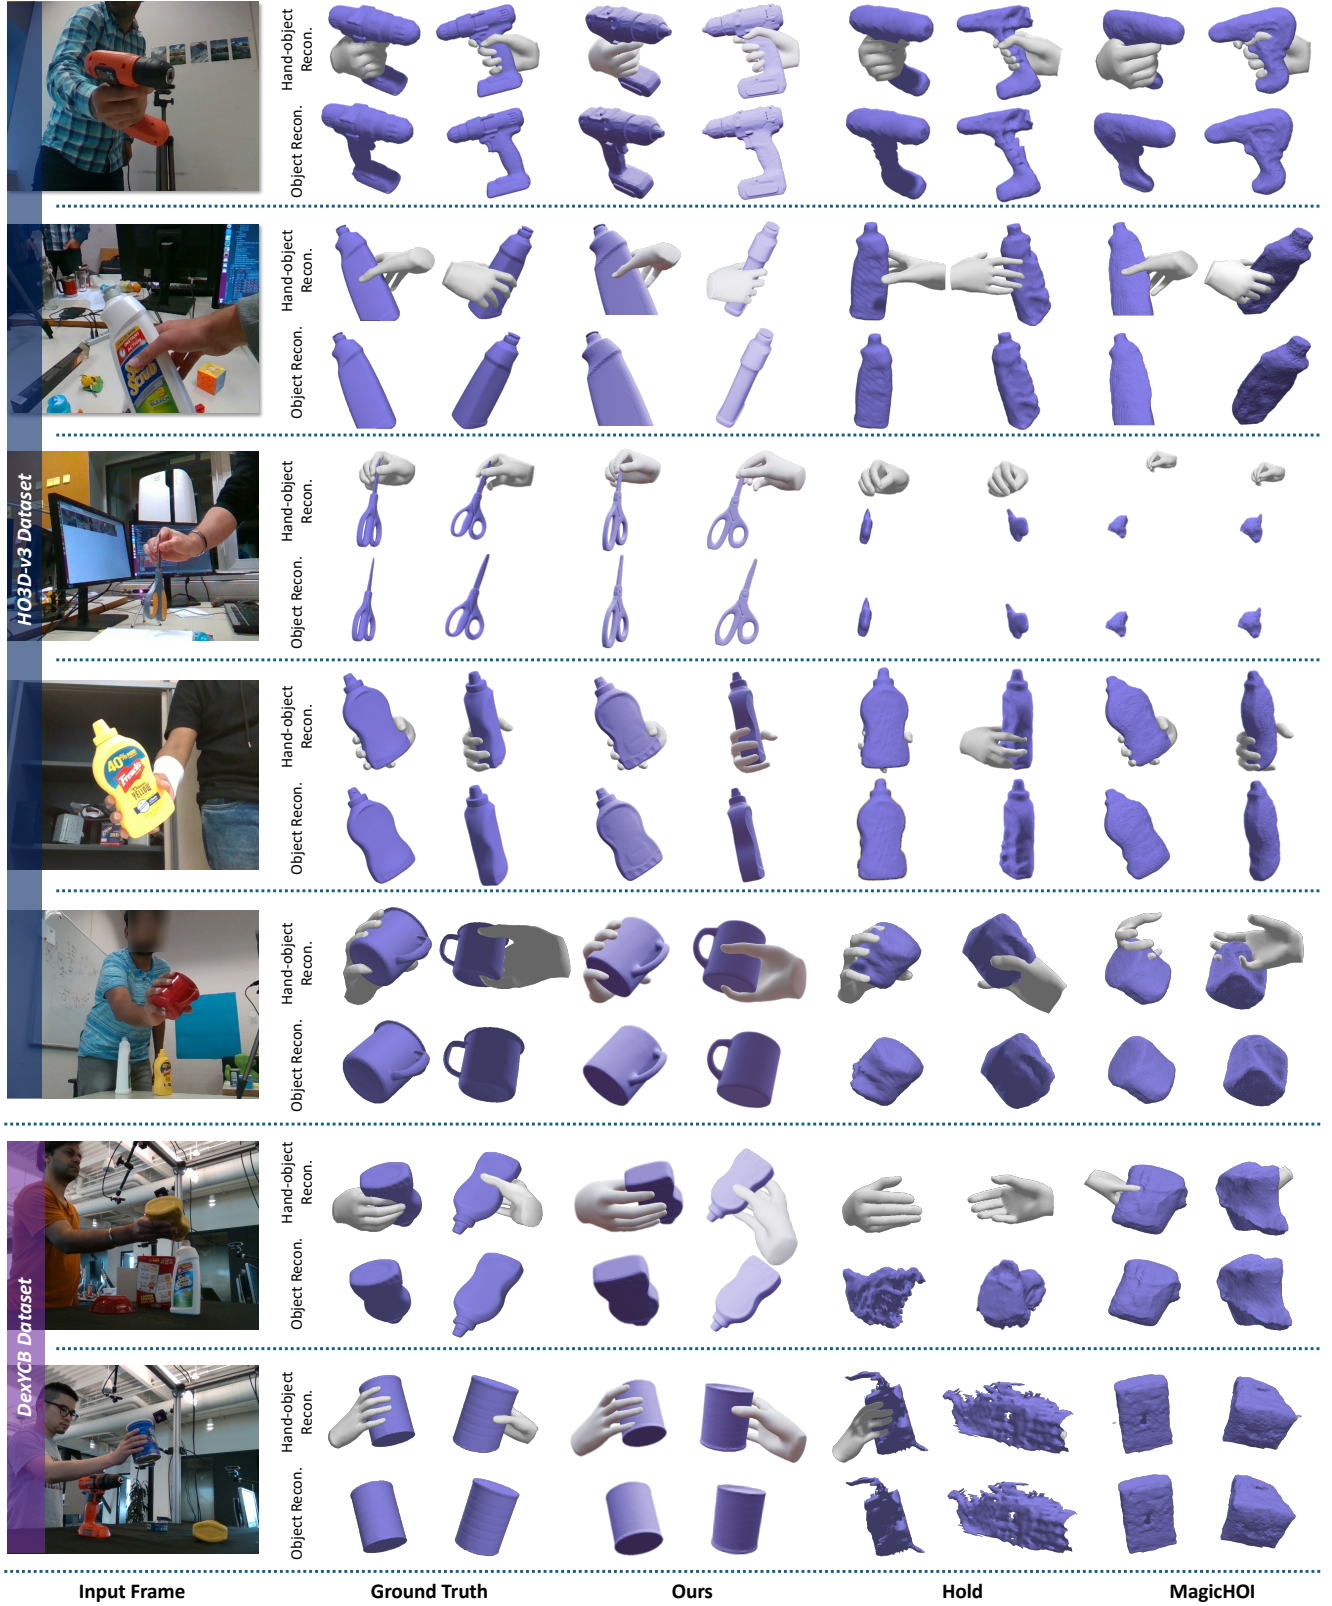 HO3D-v3 Dataset
Hand-object
Recon.
Object Recon.
Hand-object
Recon.
Object Recon.
Hand-object
Recon.
Object Recon.
Hand-object
Recon.
40%
French's
YELLOW
Object Recon.
Hand-object
Recon.
Object Recon.
DexYCB Dataset
Hand-object
Recon.
Object Recon.
Hand-object
Recon.
Object Recon.
Input Frame
Ground Truth
Ours
Hold
MagicHOI